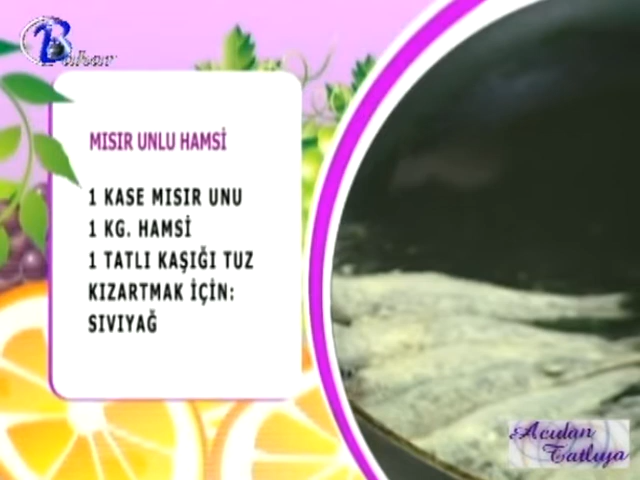 Bahar
MISIR UNLU HAMSİ
1 KASE MISIR UNU
1 KG. HAMSİ
1 TATLI KAŞIĞI TUZ
KIZARTMAK İÇİN:
SIVIYAĞ
Acıdan
Tatlıya